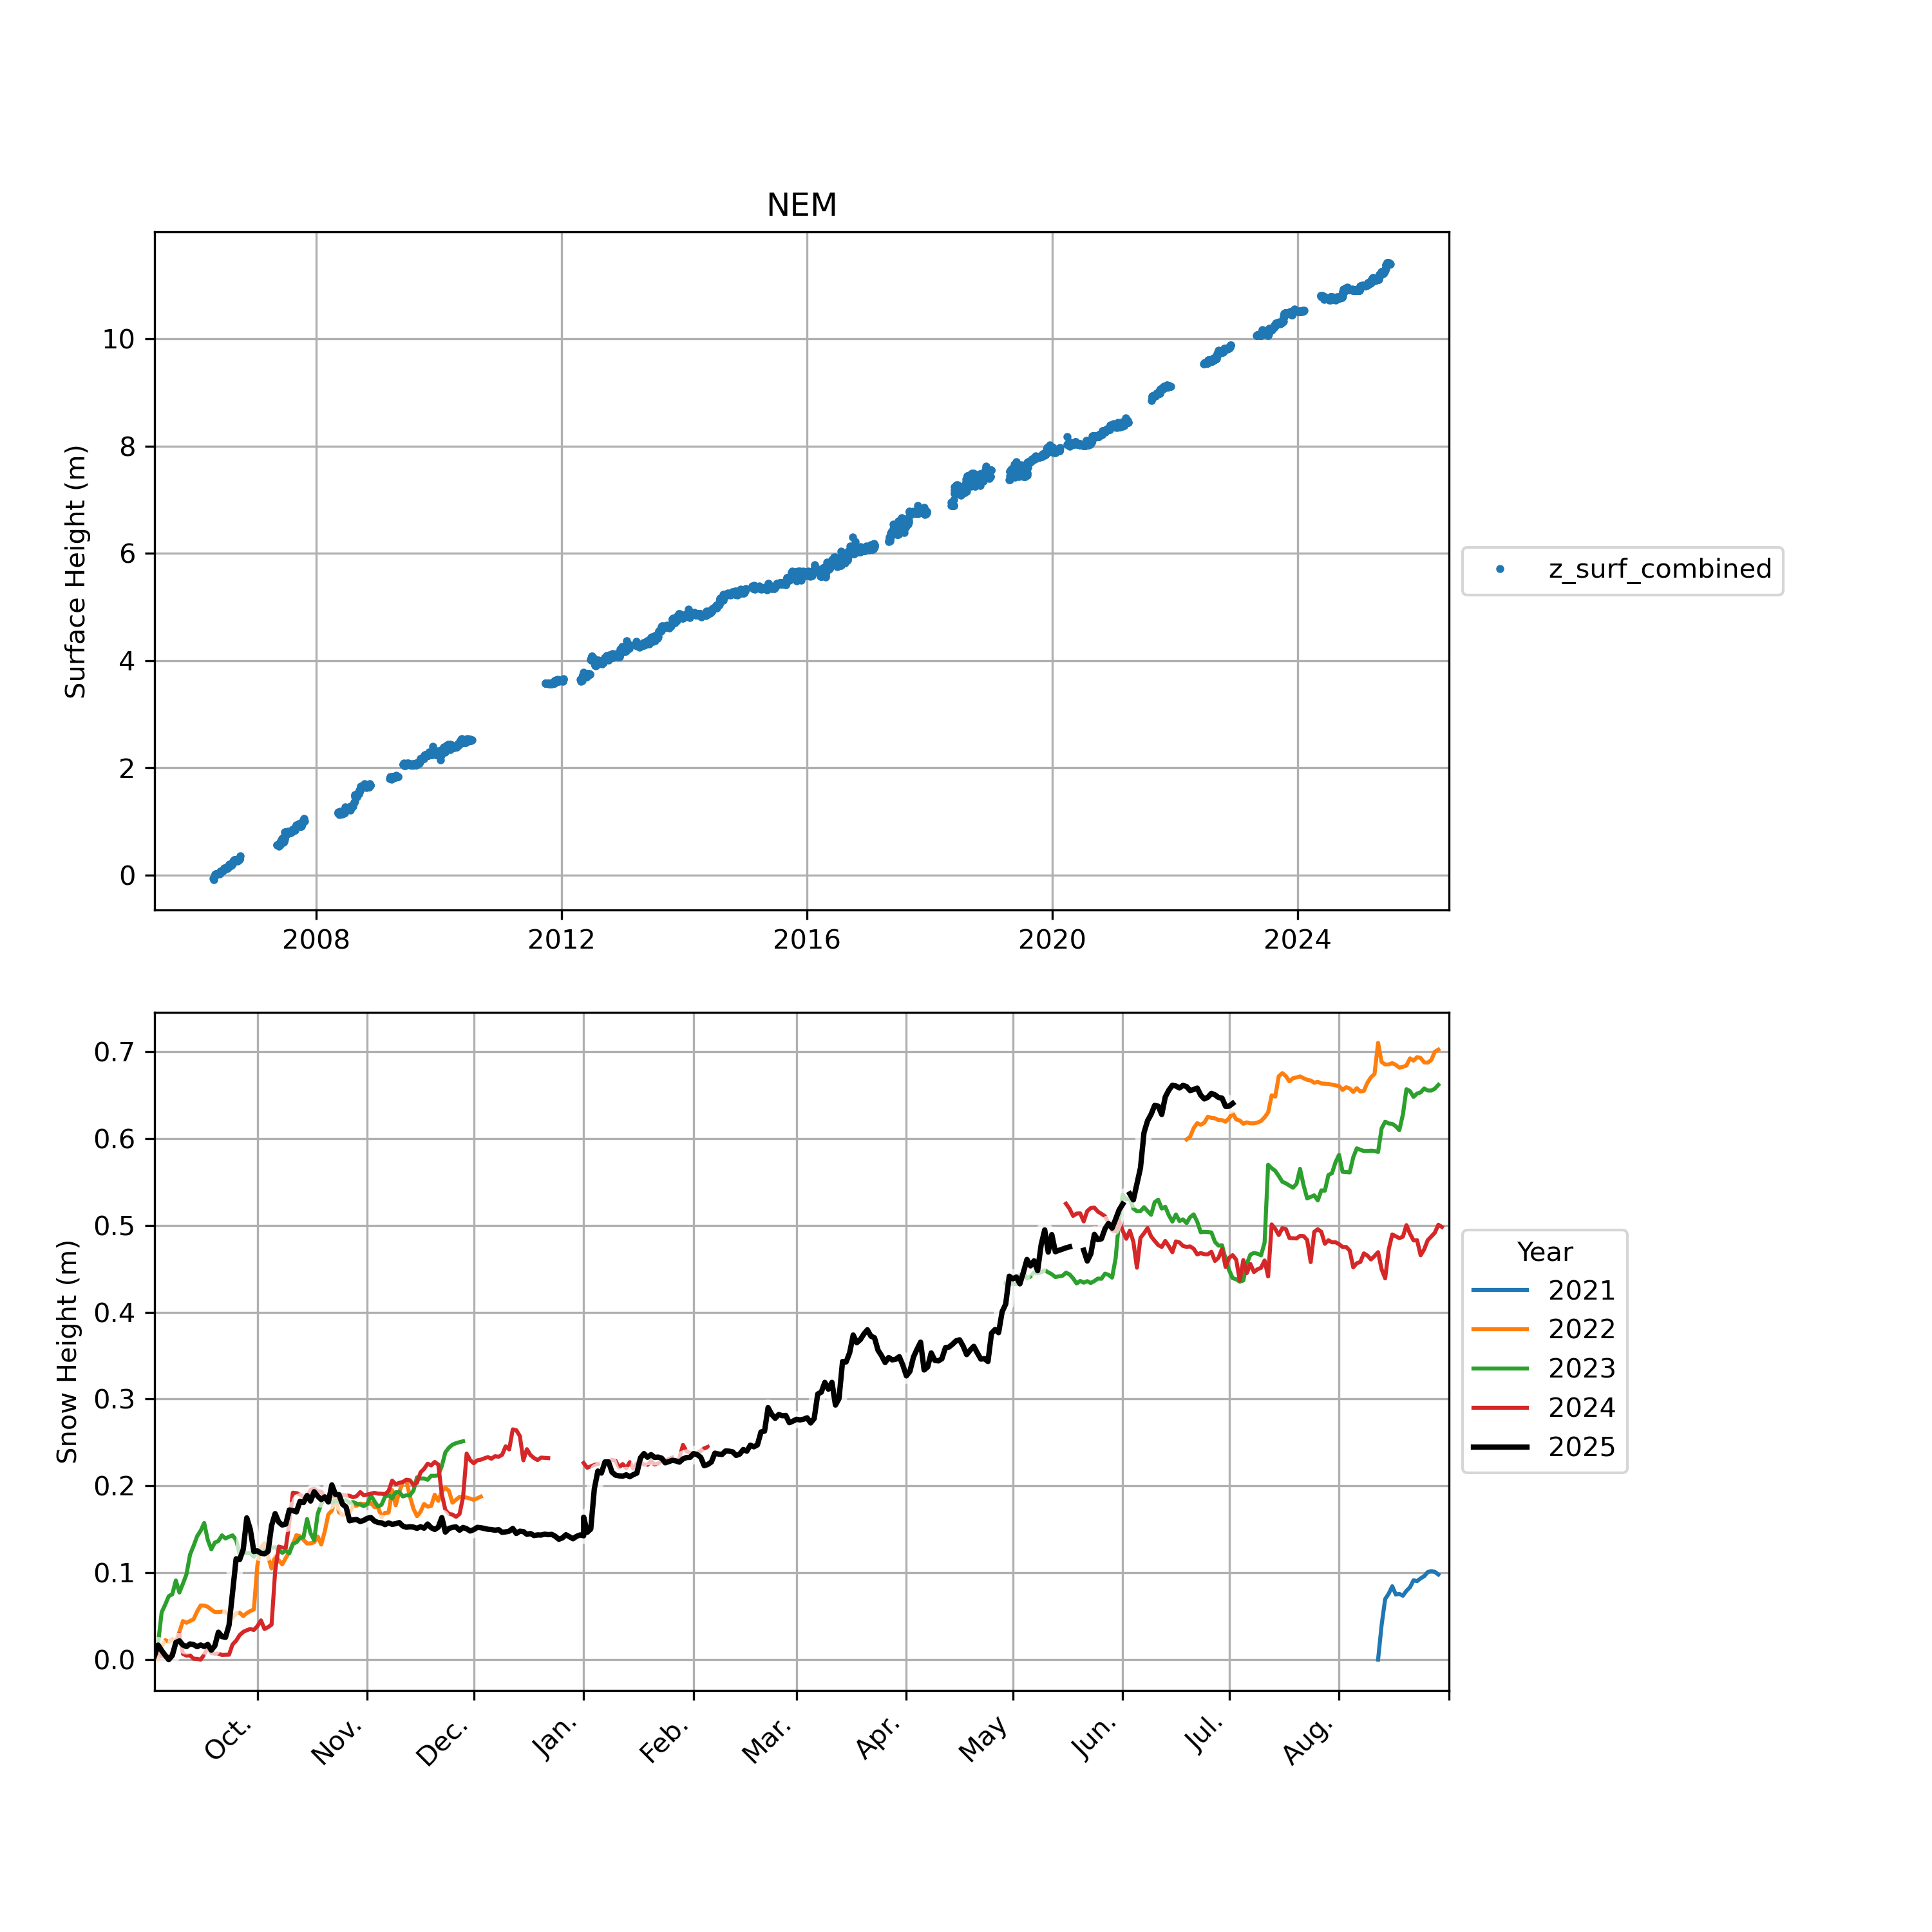 NEM
Surface Height (m)
10
8
6
4
2
0
2008 2012 2016 2020 2024
z_surf_combined
Snow Height (m)
0.7
0.6
0.5
0.4
0.3
0.2
0.1
0.0
Oct. Nov. Dec. Jan. Feb. Mar. Apr. May Jun. Jul. Aug.
Year
2021
2022
2023
2024
2025